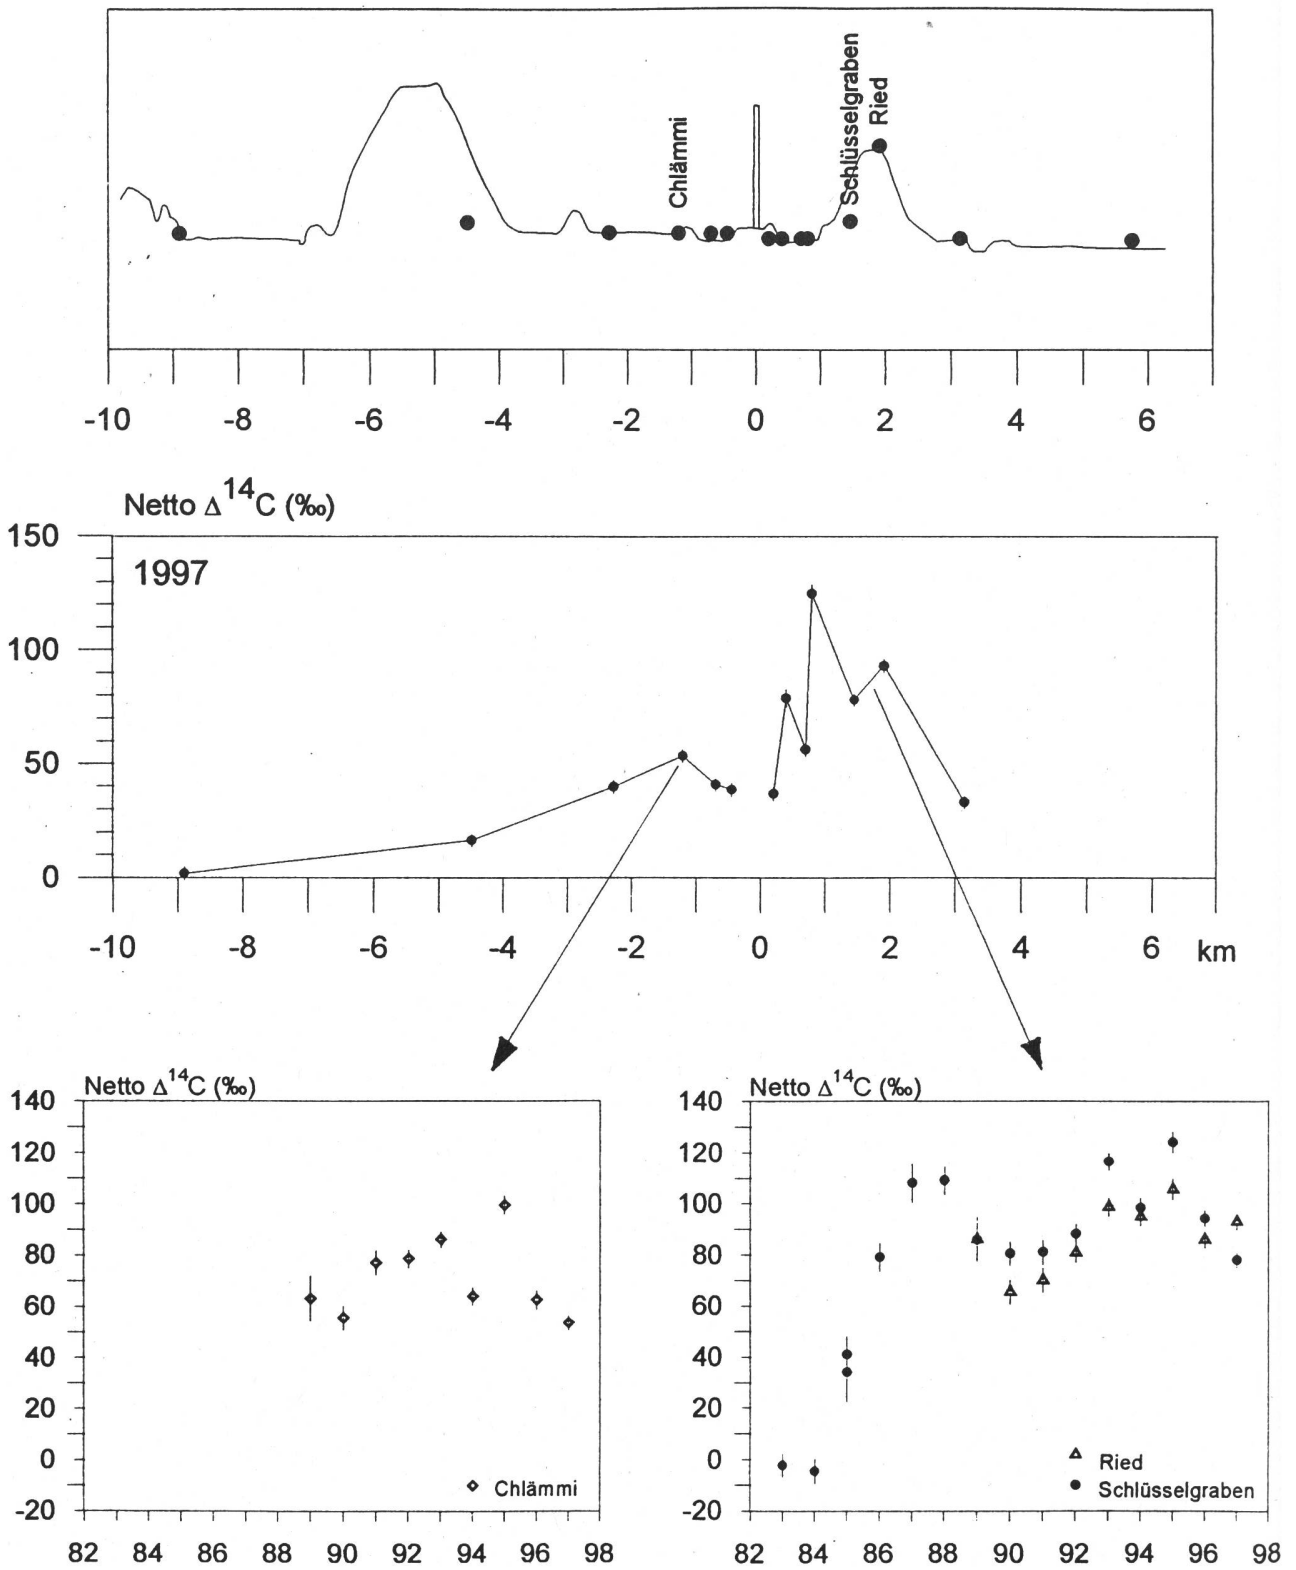 Chlämmi
Schlüsselgraben
Ried
-10 -8 -6 -4 -2 0 2 4 6
Netto Δ14C (‰)
1997
150
100
50
0
-10 -8 -6 -4 -2 0 2 4 6 km
Netto Δ14C (‰)
140
120
100
80
60
40
20
0
-20
Chlämmi
82 84 86 88 90 92 94 96 98
Netto Δ14C (‰)
140
120
100
80
60
40
20
0
-20
Ried
Schlüsselgraben
82 84 86 88 90 92 94 96 98